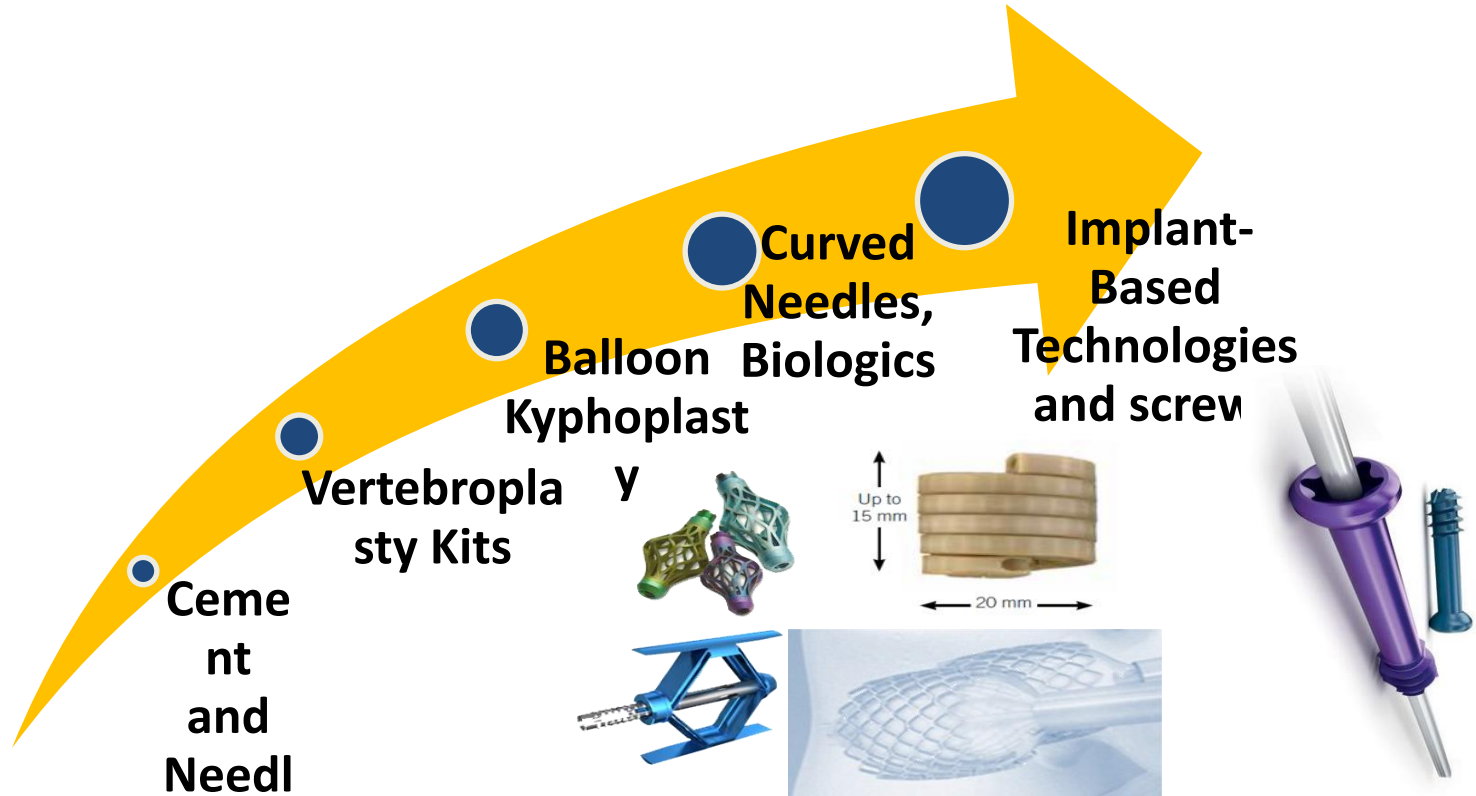 Ceme
nt
and
Needl
Vertebropla
sty Kits
Balloon
Kyphoplast
y
Curved
Needles,
Biologics
Implant-
Based
Technologies
and screw
Up to
15 mm
20 mm